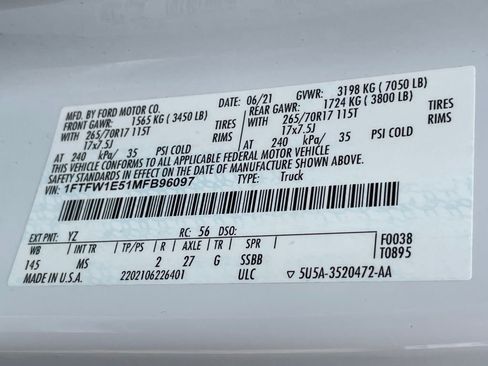 MFD. BY FORD MOTOR CO. DATE: 06/21 GVWR: 3198 KG ( 7050 LB)
FRONT GAWR: 1565 KG ( 3450 LB) REAR GAWR: 1724 KG ( 3800 LB)
WITH 265/70R17 115T TIRES WITH 265/70R17 115T TIRES
17x7.5J RIMS 17x7.5J RIMS
AT 240 kPa/ 35 PSI COLD AT 240 kPa/ 35 PSI COLD
THIS VEHICLE CONFORMS TO ALL APPLICABLE FEDERAL MOTOR VEHICLE
SAFETY STANDARDS IN EFFECT ON THE DATE OF MANUFACTURE SHOWN ABOVE.
VIN: 1FTFW1E51MFB96097 TYPE: Truck
EXT PNT: YZ RC: 56 DSO: F0038
WB INT TR TP/PS R AXLE TR SPR T0895
145 MS 2 27 G SSBB
MADE IN U.S.A. 2202106226401 ULC 5U5A-3520472-AA